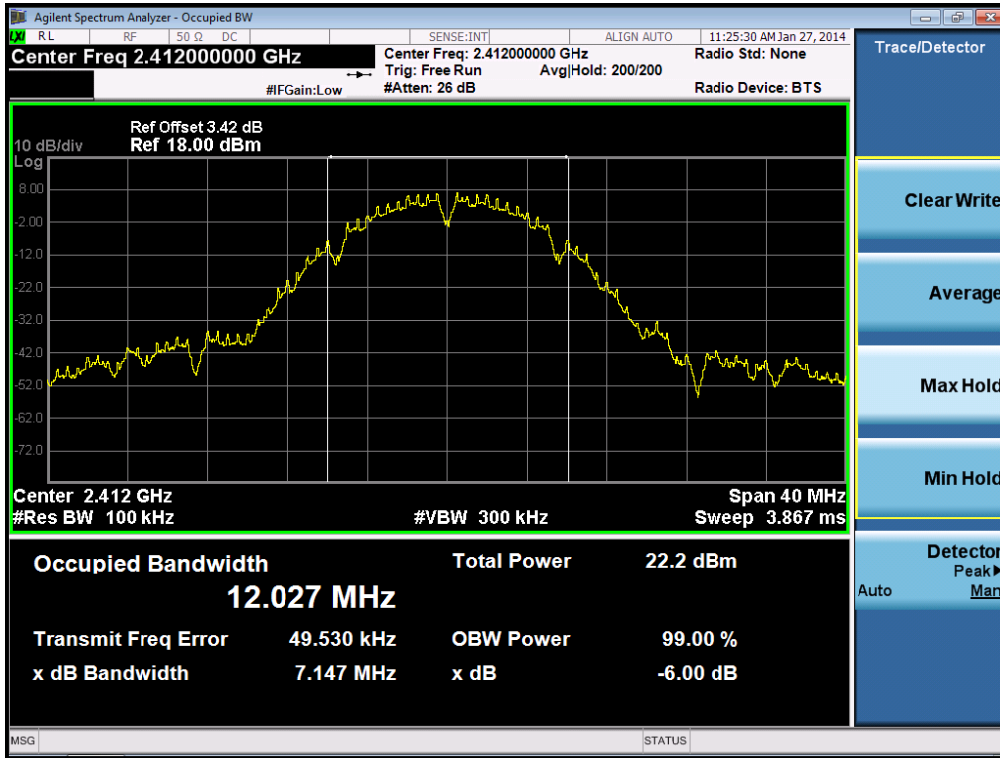 Agilent Spectrum Analyzer - Occupied BW
LXI RL RF 50 Ω DC SENSE:INT ALIGN AUTO 11:25:30 AM Jan 27, 2014
Center Freq 2.412000000 GHz
Center Freq: 2.412000000 GHz
Radio Std: None
Trig: Free Run Avg|Hold: 200/200
#IFGain:Low
#Atten: 26 dB
Radio Device: BTS
Trace/Detector
Ref Offset 3.42 dB
10 dB/div Ref 18.00 dBm
Log
8.00
-2.00
-12.0
-22.0
-32.0
-42.0
-52.0
-62.0
-72.0
Center 2.412 GHz Span 40 MHz
#Res BW 100 kHz #VBW 300 kHz Sweep 3.867 ms
Occupied Bandwidth
12.027 MHz
Total Power 22.2 dBm
Transmit Freq Error 49.530 kHz OBW Power 99.00 %
x dB Bandwidth 7.147 MHz x dB -6.00 dB
Clear Write
Average
Max Hold
Min Hold
Detector
Peak▶
Auto Man
MSG STATUS